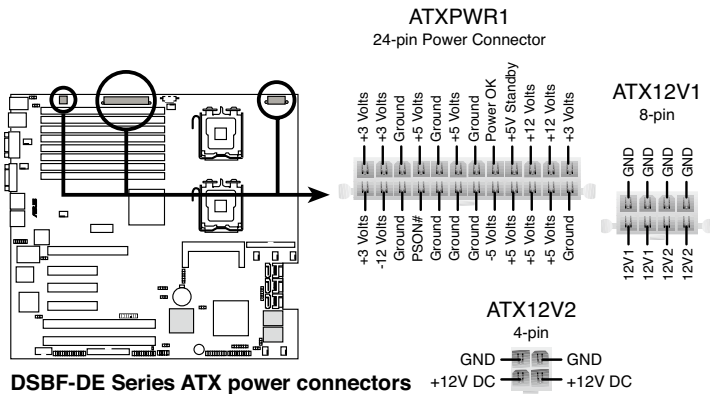 ATXPWR1
24-pin Power Connector
+3 Volts
+3 Volts
Ground
+5 Volts
Ground
+5 Volts
Ground
Power OK
+5V Standby
+12 Volts
+12 Volts
+3 Volts
+3 Volts
-12 Volts
Ground
PSON#
Ground
Ground
Ground
-5 Volts
+5 Volts
+5 Volts
+5 Volts
Ground
ATX12V1
8-pin
GND
GND
GND
GND
12V1
12V1
12V2
12V2
ATX12V2
4-pin
GND GND
+12V DC +12V DC
ASUS
DSBF-DE Series ATX power connectors